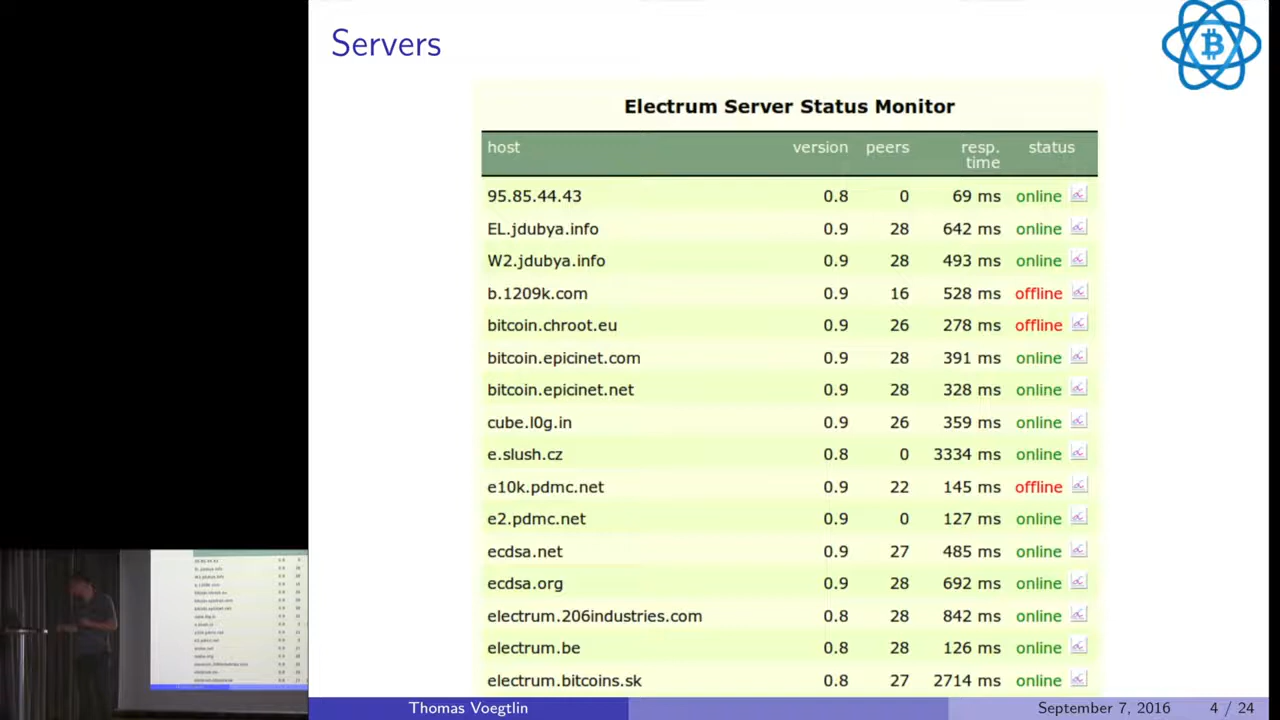 Servers
Electrum Server Status Monitor
host version peers resp. time status
95.85.44.43 0.8 0 69 ms online
EL.jdubya.info 0.9 28 642 ms online
W2.jdubya.info 0.9 28 493 ms online
b.1209k.com 0.9 16 528 ms offline
bitcoin.chroot.eu 0.9 26 278 ms offline
bitcoin.epicinet.com 0.9 28 391 ms online
bitcoin.epicinet.net 0.9 28 328 ms online
cube.l0g.in 0.9 26 359 ms online
e.slush.cz 0.8 0 3334 ms online
e10k.pdmc.net 0.9 22 145 ms offline
e2.pdmc.net 0.9 0 127 ms online
ecdsa.net 0.9 27 485 ms online
ecdsa.org 0.9 28 692 ms online
electrum.206industries.com 0.8 28 842 ms online
electrum.be 0.8 28 126 ms online
electrum.bitcoins.sk 0.8 27 2714 ms online
Thomas Voegtlin September 7, 2016 4 / 24